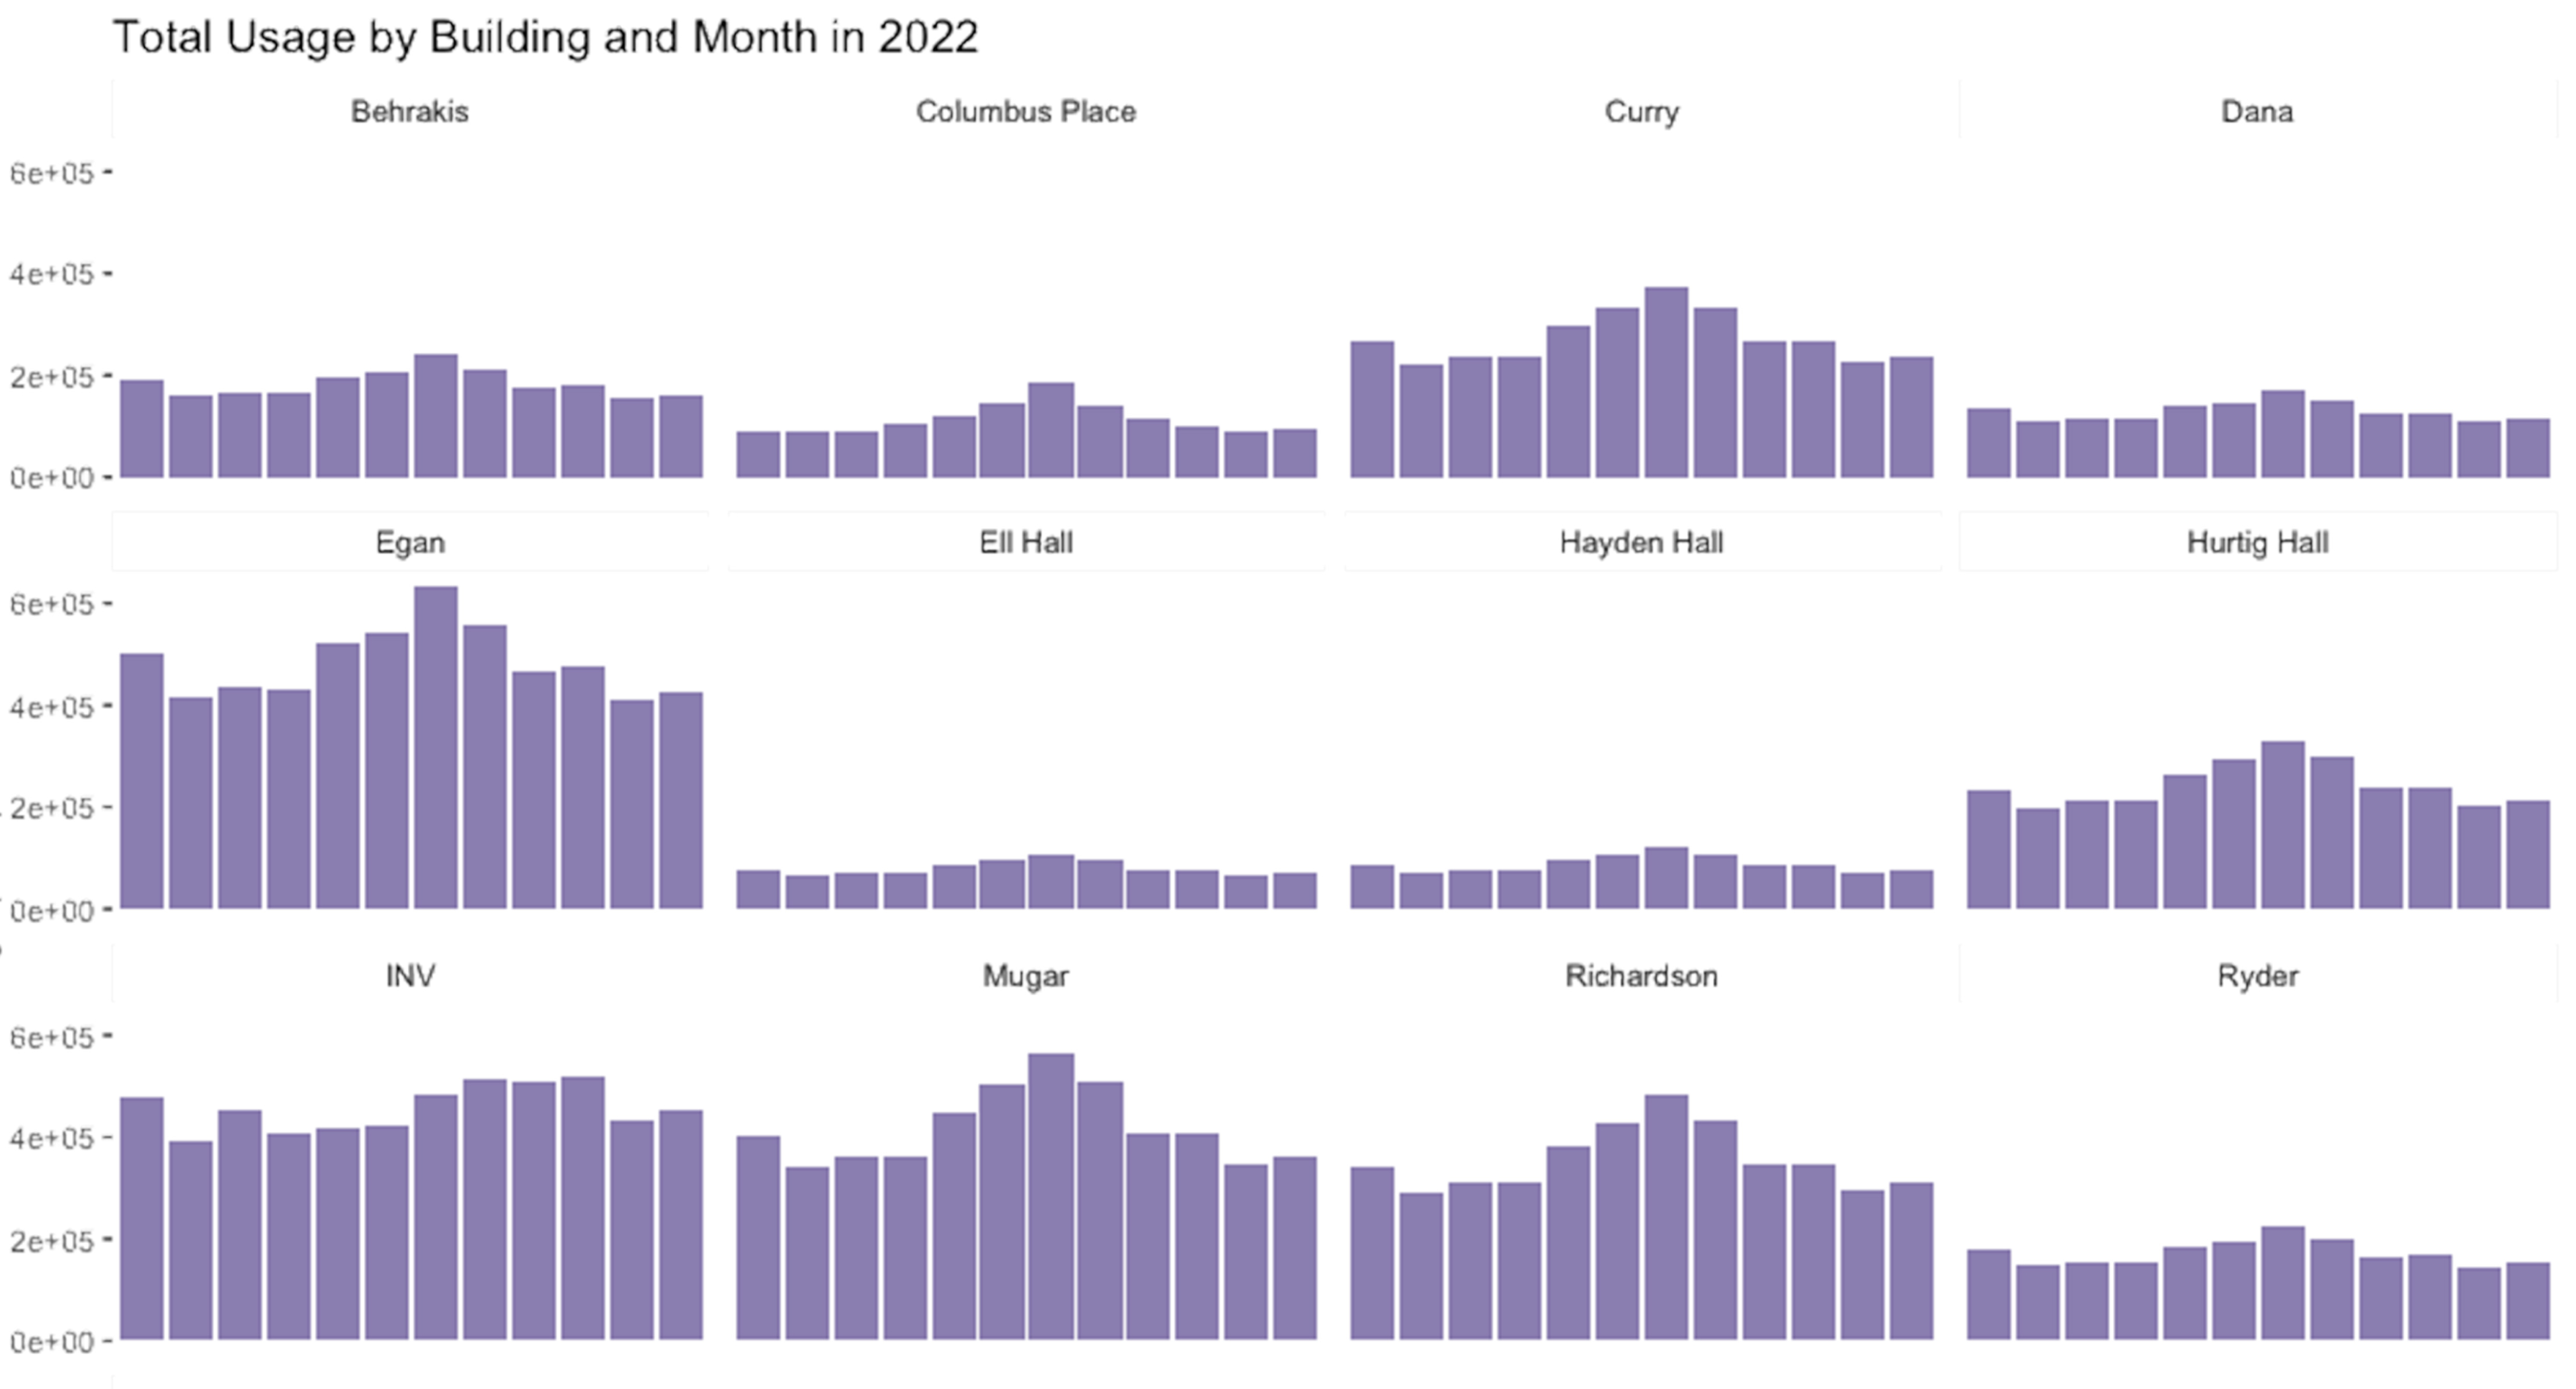 Total Usage by Building and Month in 2022
Behrakis Columbus Place Curry Dana
6e+05
4e+05
2e+05
0e+00
Egan Ell Hall Hayden Hall Hurtig Hall
6e+05
4e+05
2e+05
0e+00
INV Mugar Richardson Ryder
6e+05
4e+05
2e+05
0e+00